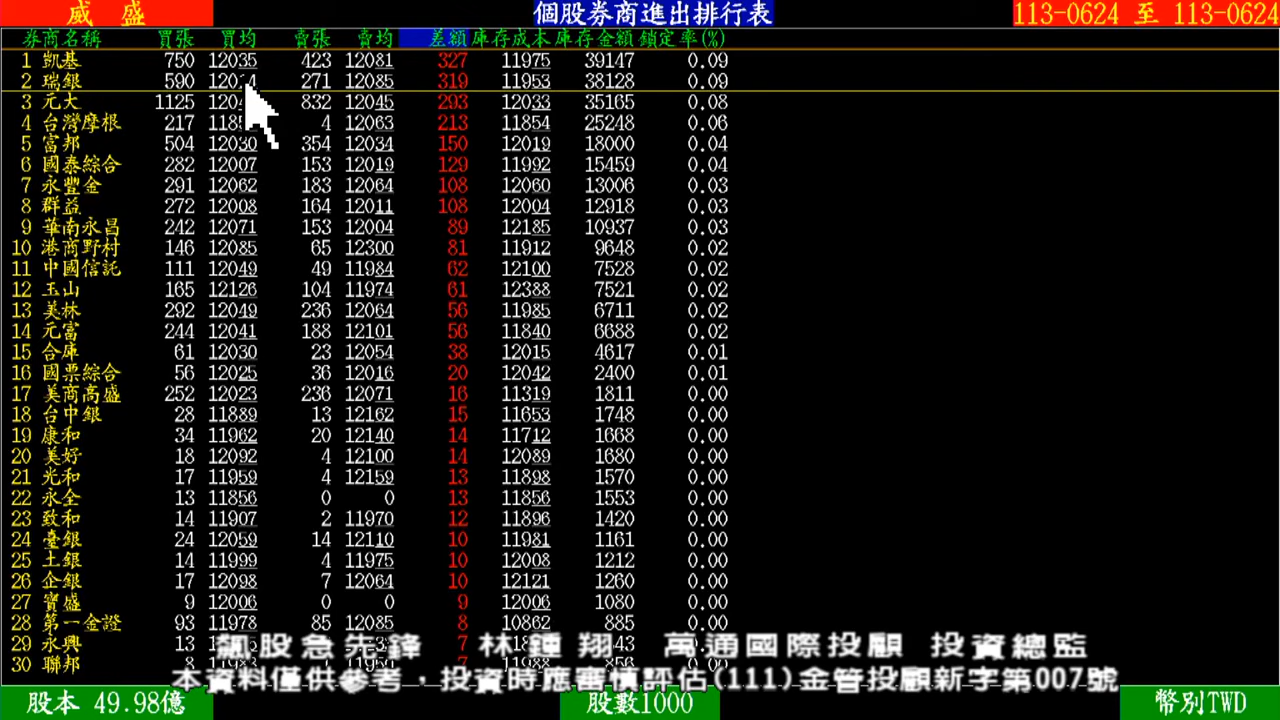 威 盛 個股券商進出排行表 113-0624 至 113-0624
券商名稱 買張 買均 賣張 賣均 差額 庫存成本 庫存金額 鎖定率(%)
1 凱基 750 12035 423 12081 327 11975 39147 0.09
2 瑞銀 590 271 12085 319 11953 38128 0.09
3 元大 1125 832 12045 293 12033 35165 0.08
4 台灣摩根 217 4 12063 213 11854 25248 0.06
5 富邦 504 12030 354 12034 150 12019 18000 0.04
6 國泰綜合 282 12007 153 12019 129 11992 15459 0.04
7 永豐金 291 12062 183 12064 108 12060 13006 0.03
8 群益 272 12008 164 12011 108 12004 12918 0.03
9 華南永昌 242 12071 153 12004 89 12185 10937 0.03
10 港商野村 146 12085 65 12300 81 11912 9648 0.02
11 中國信託 111 12049 49 11984 62 12100 7528 0.02
12 玉山 165 12126 104 11974 61 12388 7521 0.02
13 美林 292 12049 236 12064 56 11985 6711 0.02
14 元富 244 12041 188 12101 56 11840 6688 0.02
15 合庫 61 12030 23 12054 38 12015 4617 0.01
16 國票綜合 56 12025 36 12016 20 12042 2400 0.01
17 美商高盛 252 12023 236 12071 16 11319 1811 0.00
18 台中銀 28 11889 13 12162 15 11653 1748 0.00
19 康和 34 11962 20 12140 14 11712 1668 0.00
20 美好 18 12092 4 12100 14 12089 1680 0.00
21 光和 17 11959 4 12159 13 11898 1570 0.00
22 永全 13 11856 0 0 13 11856 1553 0.00
23 致和 14 11907 2 11970 12 11896 1420 0.00
24 臺銀 24 12059 14 12110 10 11981 1161 0.00
25 土銀 14 11999 4 11975 10 12008 1212 0.00
26 企銀 17 12098 7 12064 10 12121 1260 0.00
27 寶盛 9 12006 0 0 9 12006 1080 0.00
28 第一金證 93 11978 85 12085 8 10862 885 0.00
29 永興 13 7 0.00
30 聯邦 8 7 856 0.00
飆股急先鋒 林鍾翔 萬通國際投顧 投資總監
本資料僅供參考，投資時應審慎評估(111)金管投顧新字第007號
股本 49.98億 股數1000 幣別TWD